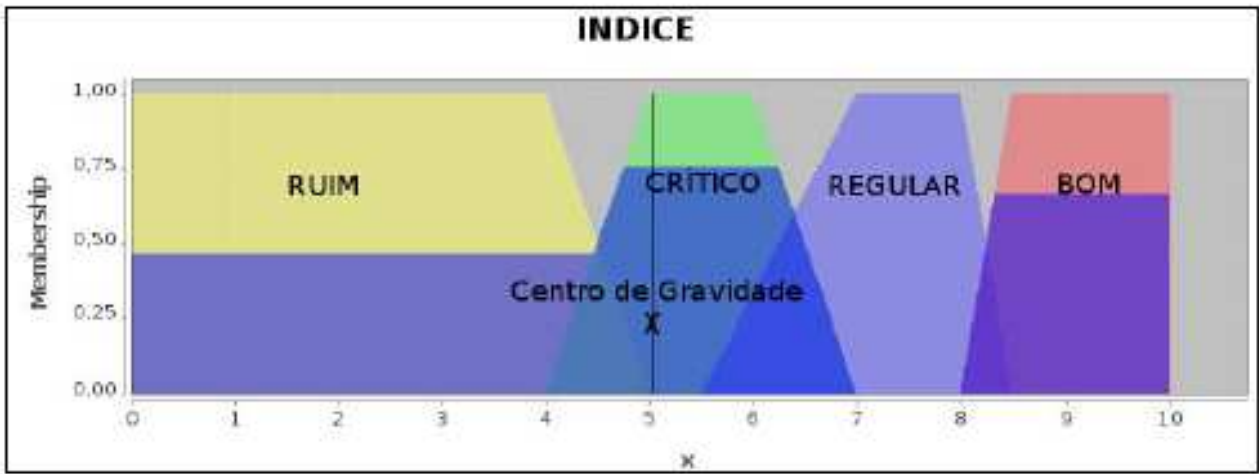 INDICE
1,00
0,75
0,50
0,25
0,00
Membership
RUIM
CRÍTICO
REGULAR
BOM
Centro de Gravidade
X
0 1 2 3 4 5 6 7 8 9 10
x